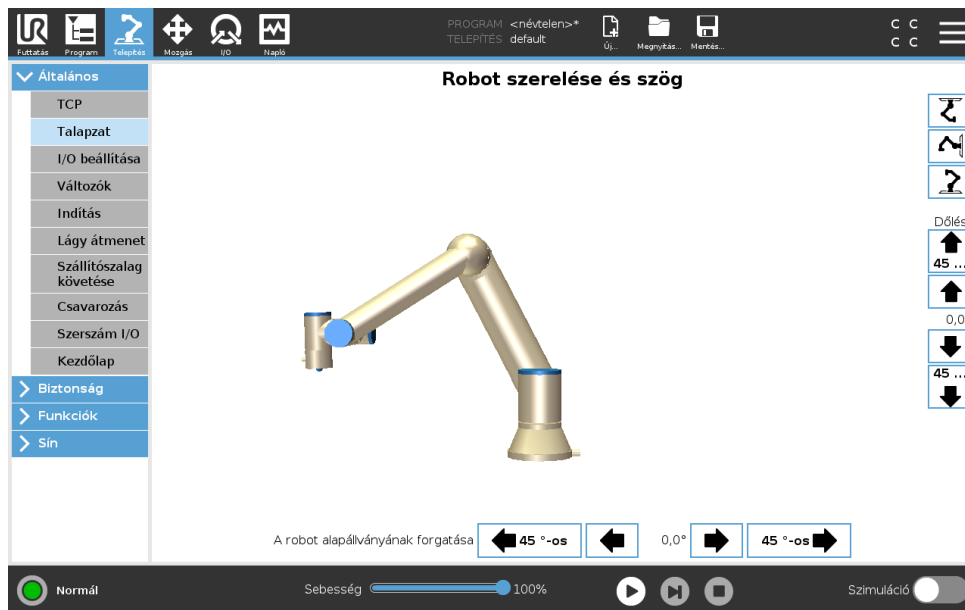 PROGRAM <névtelen>*
TELEPÍTÉS default
Futtatás Program Telepítés Mozgás I/O Napló Új... Megnyitás... Mentés...
C C
C C
Általános
TCP
Talapzat
I/O beállítása
Változók
Indítás
Lágy átmenet
Szállítószalag
követése
Csavarozás
Szerszám I/O
Kezdőlap
Biztonság
Funkciók
Sín
Robot szerelése és szög
Dőlés
45 ...
0,0
45 ...
A robot alapállványának forgatása 45 °-os 0,0° 45 °-os
Normál Sebesség 100% Szimuláció